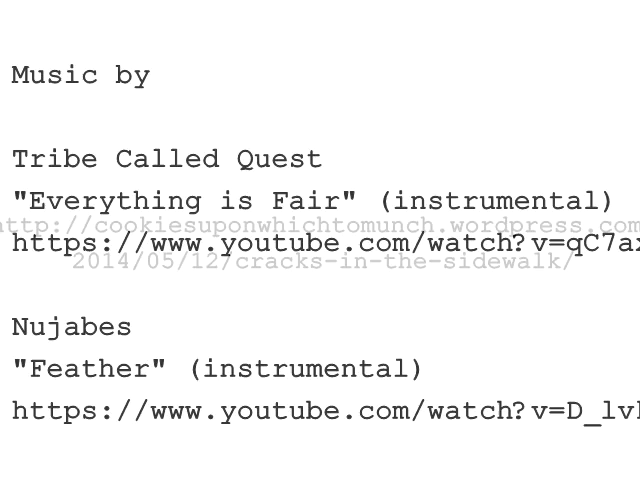 Music by
Tribe Called Quest
"Everything is Fair" (instrumental)
http://cookiesuponwhichtomunch.wordpress.com
https://www.youtube.com/watch?v=qC7a
2014/05/12/cracks-in-the-sidewalk/
Nujabes
"Feather" (instrumental)
https://www.youtube.com/watch?v=D_lv